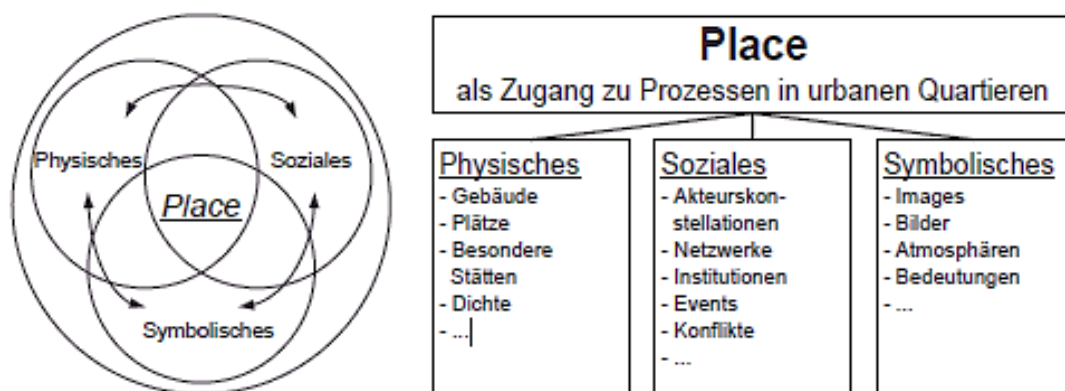 Physisches
Soziales
Place
Symbolisches
Place
als Zugang zu Prozessen in urbanen Quartieren
Physisches
- Gebäude
- Plätze
- Besondere
Stätten
- Dichte
- ...
Soziales
- Akteurskon-
stellationen
- Netzwerke
- Institutionen
- Events
- Konflikte
- ...
Symbolisches
- Images
- Bilder
- Atmosphären
- Bedeutungen
- ...